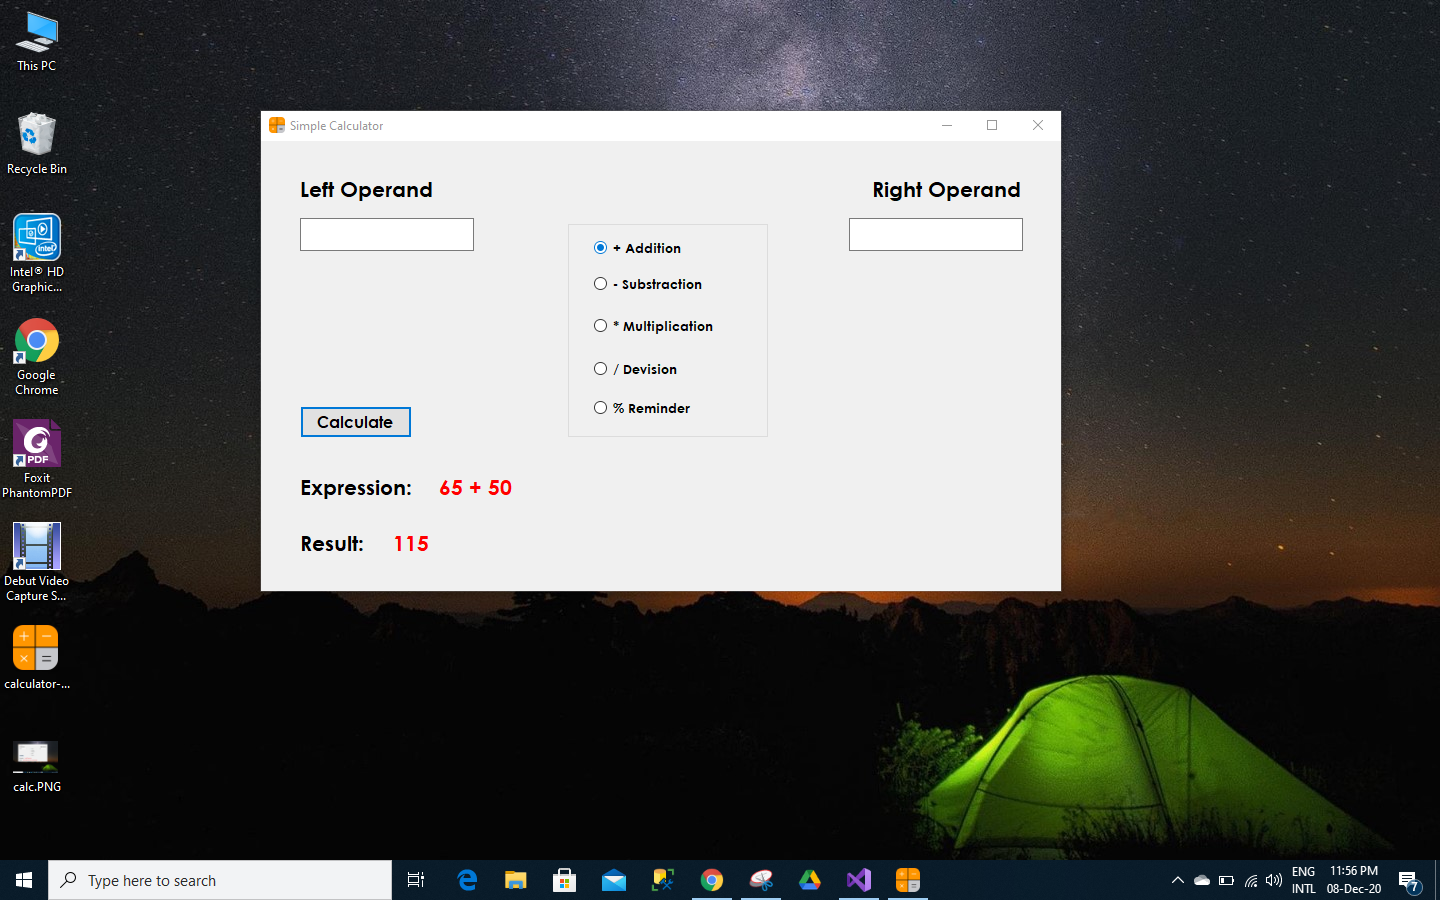 This PC
Recycle Bin
Intel® HD
Graphic...
Google
Chrome
PDF
Foxit
PhantomPDF
Debut Video
Capture S...
calculator-...
calc.PNG
Simple Calculator
Left Operand
Right Operand
+ Addition
- Substraction
* Multiplication
/ Devision
% Reminder
Calculate
Expression: 65 + 50
Result: 115
Type here to search
ENG
INTL
11:56 PM
08-Dec-20
7